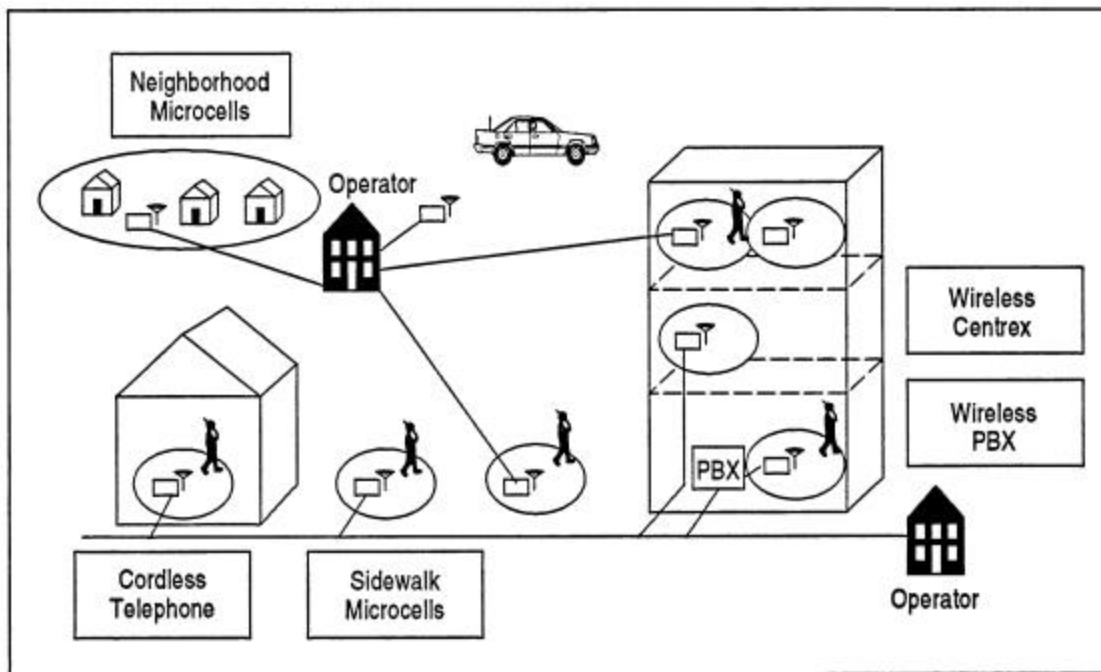 Neighborhood
Microcells
Operator
Wireless
Centrex
Wireless
PBX
PBX
Cordless
Telephone
Sidewalk
Microcells
Operator